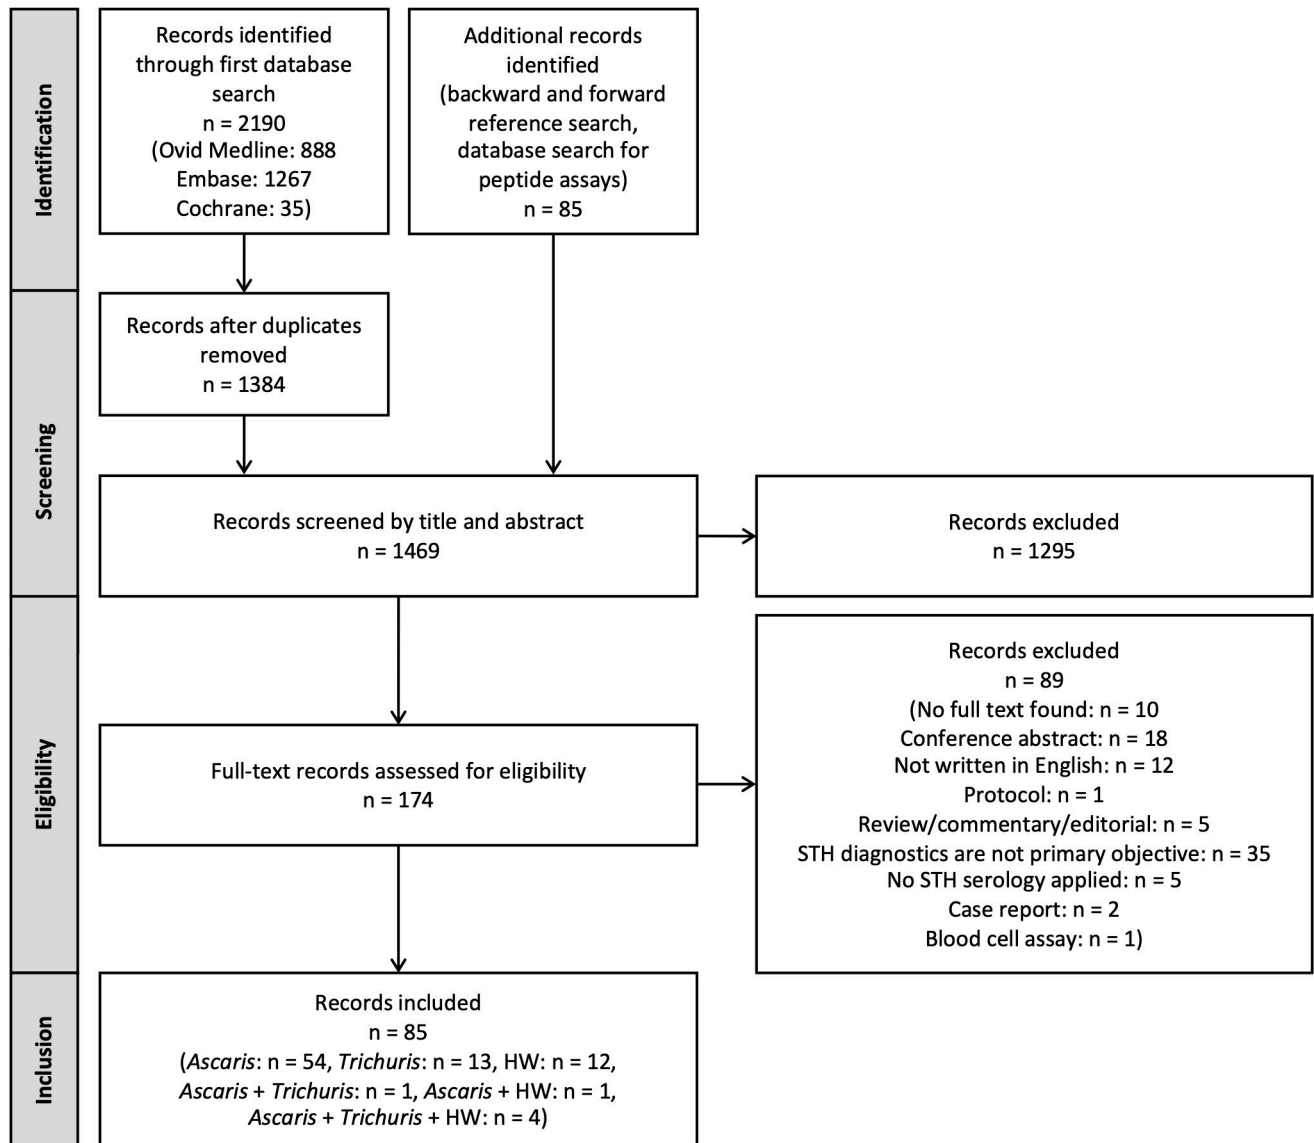 Identification
Records identified
through first database
search
n = 2190
(Ovid Medline: 888
Embase: 1267
Cochrane: 35)
Additional records
identified
(backward and forward
reference search,
database search for
peptide assays)
n = 85
Screening
Records after duplicates
removed
n = 1384
Records screened by title and abstract
n = 1469
Records excluded
n = 1295
Eligibility
Full-text records assessed for eligibility
n = 174
Records excluded
n = 89
(No full text found: n = 10
Conference abstract: n = 18
Not written in English: n = 12
Protocol: n = 1
Review/commentary/editorial: n = 5
STH diagnostics are not primary objective: n = 35
No STH serology applied: n = 5
Case report: n = 2
Blood cell assay: n = 1)
Inclusion
Records included
n = 85
(Ascaris: n = 54, Trichuris: n = 13, HW: n = 12,
Ascaris + Trichuris: n = 1, Ascaris + HW: n = 1,
Ascaris + Trichuris + HW: n = 4)